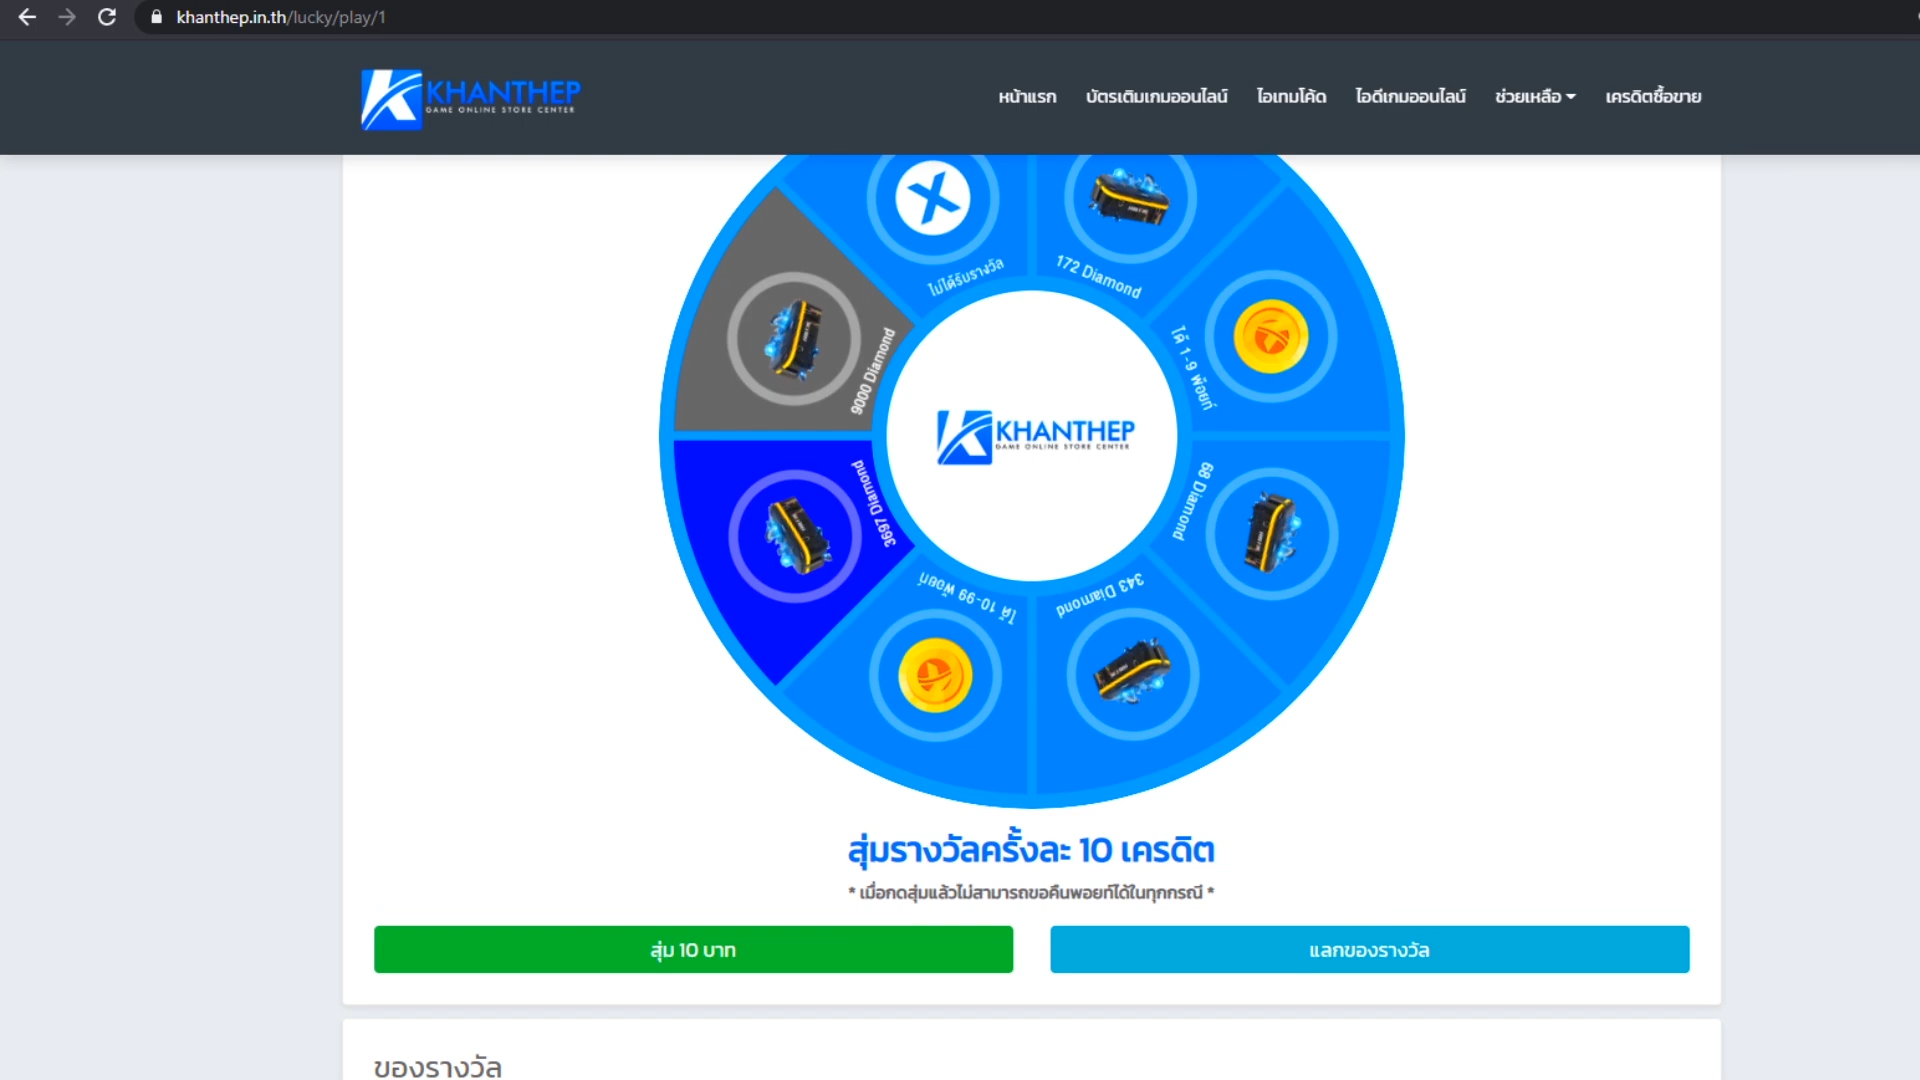 khanthep.in.th/lucky/play/1
KHANTHEP
GAME ONLINE STORE CENTER
หน้าแรก บัตรเติมเกมออนไลน์ ไอเทมโค้ด ไอดีเกมออนไลน์ ช่วยเหลือ เครดิตซื้อขาย
ไม่ได้รับรางวัล
172 Diamond
9000 Diamond
ได้ 1-9 พ้อยท์
KHANTHEP
GAME ONLINE STORE CENTER
3697 Diamond
68 Diamond
ได้ 10-99 พ้อยท์
343 Diamond
สุ่มรางวัลครั้งละ 10 เครดิต
* เมื่อกดสุ่มแล้วไม่สามารถขอคืนพอยท์ได้ในทุกกรณี *
สุ่ม 10 บาท
แลกของรางวัล
ของรางวัล